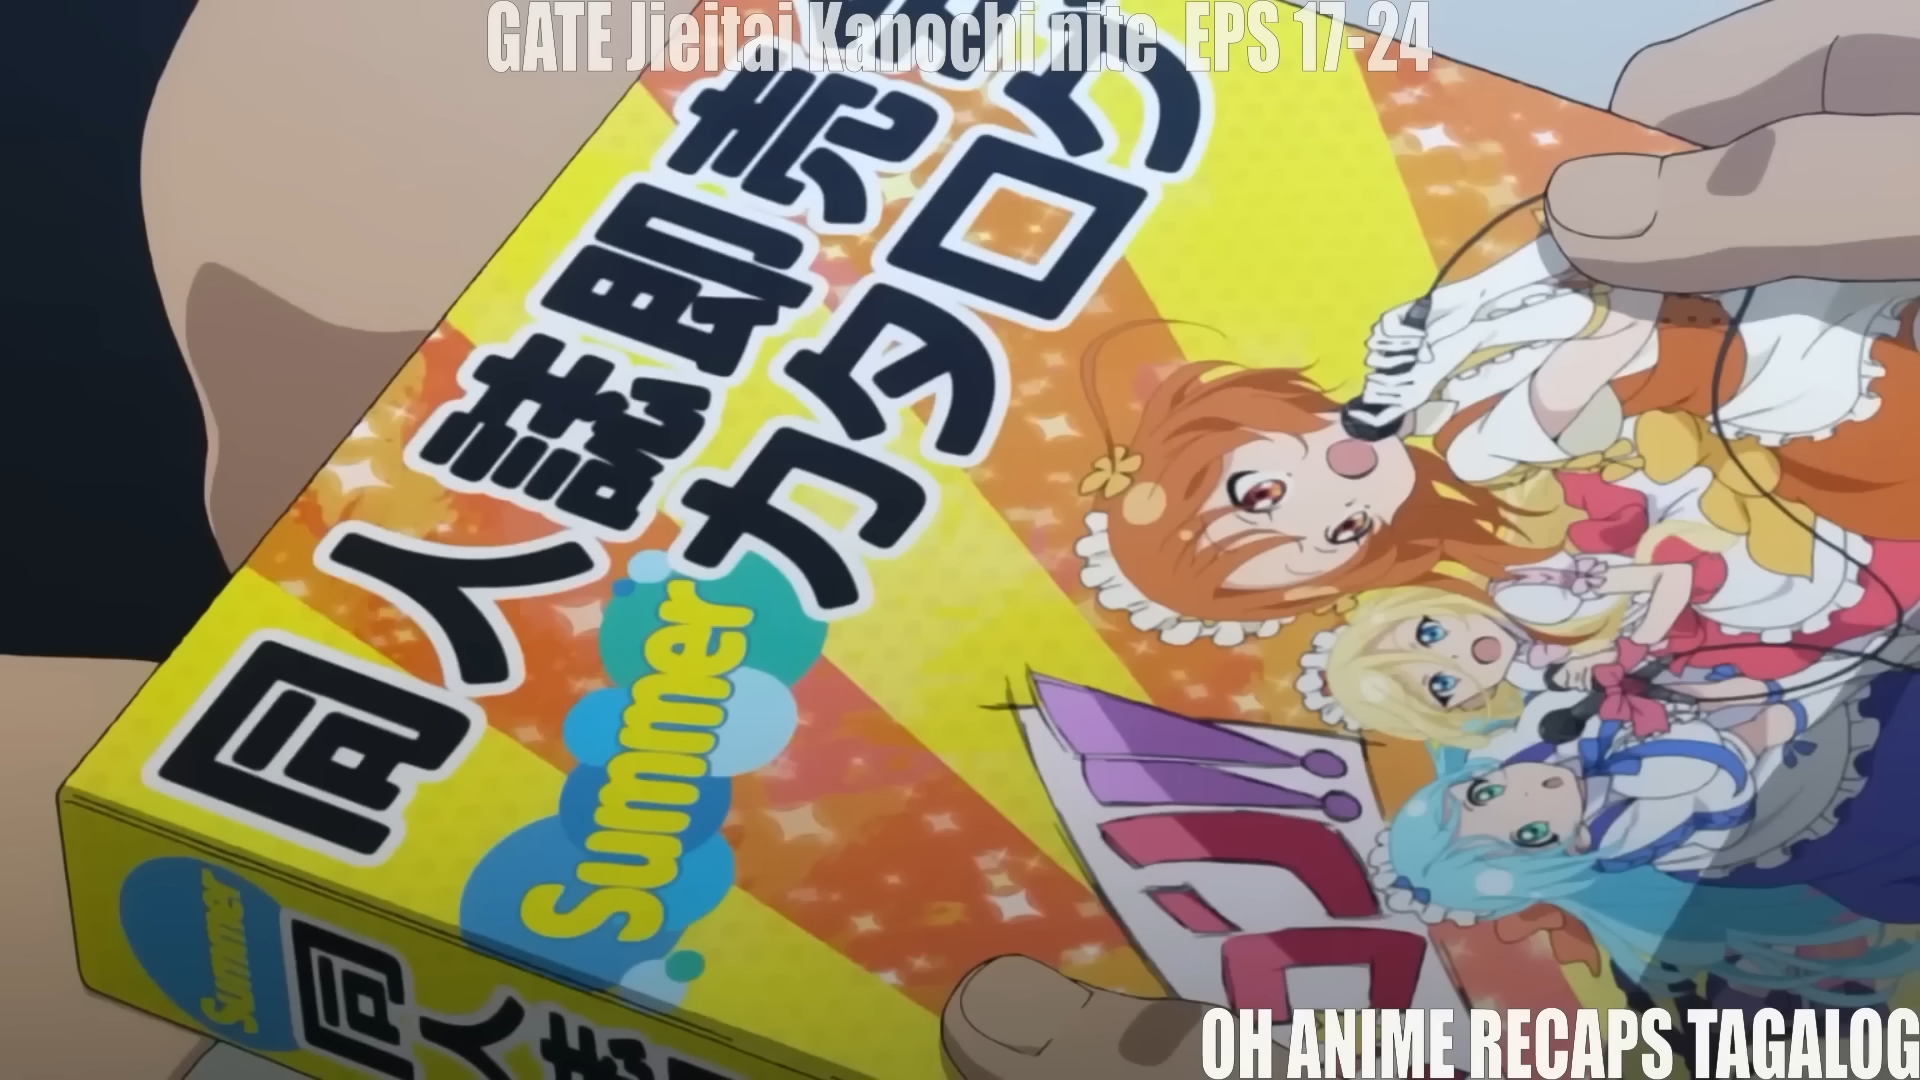 GATE Jieitai Kanochi nite EPS 17-24
同人誌即売会
カタログ
Summer
Summer
同人誌
OH ANIME RECAPS TAGALOG